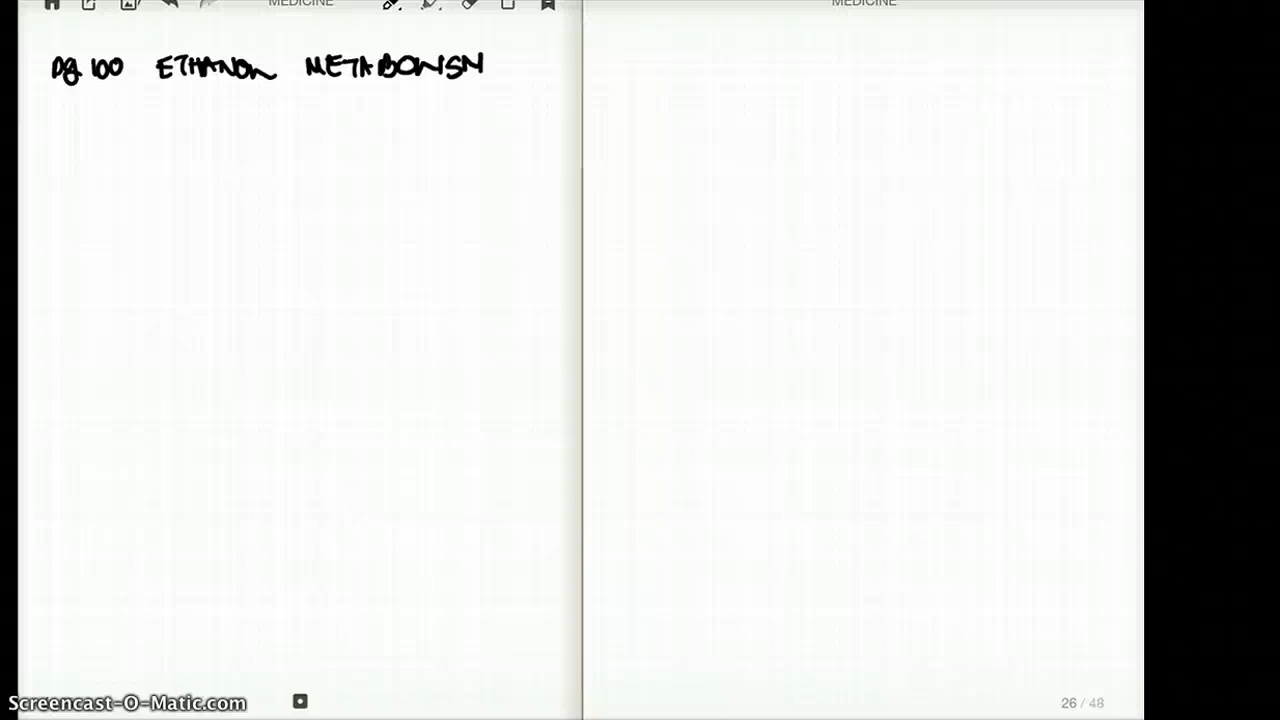 MEDICINE
MEDICINE
Pg. 100 ETHANOL METABOLISM
Screencast-O-Matic.com
26 / 48